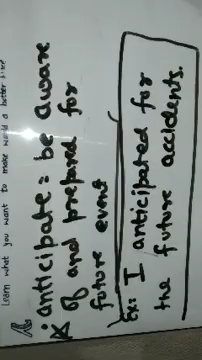 Learn what you want to make world a better place
* anticipate = be aware
of and prepared for
future event
Ex: I anticipated for
the future accidents.